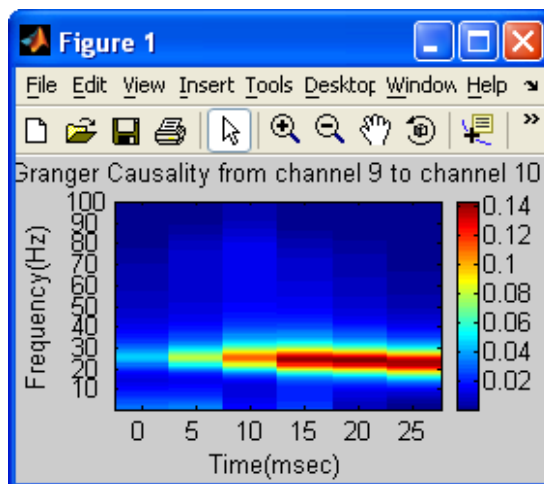 Figure 1
File Edit View Insert Tools Desktop Window Help
Granger Causality from channel 9 to channel 10
100
90
80
70
60
50
40
30
20
10
Frequency(Hz)
0.14
0.12
0.1
0.08
0.06
0.04
0.02
0 5 10 15 20 25
Time(msec)